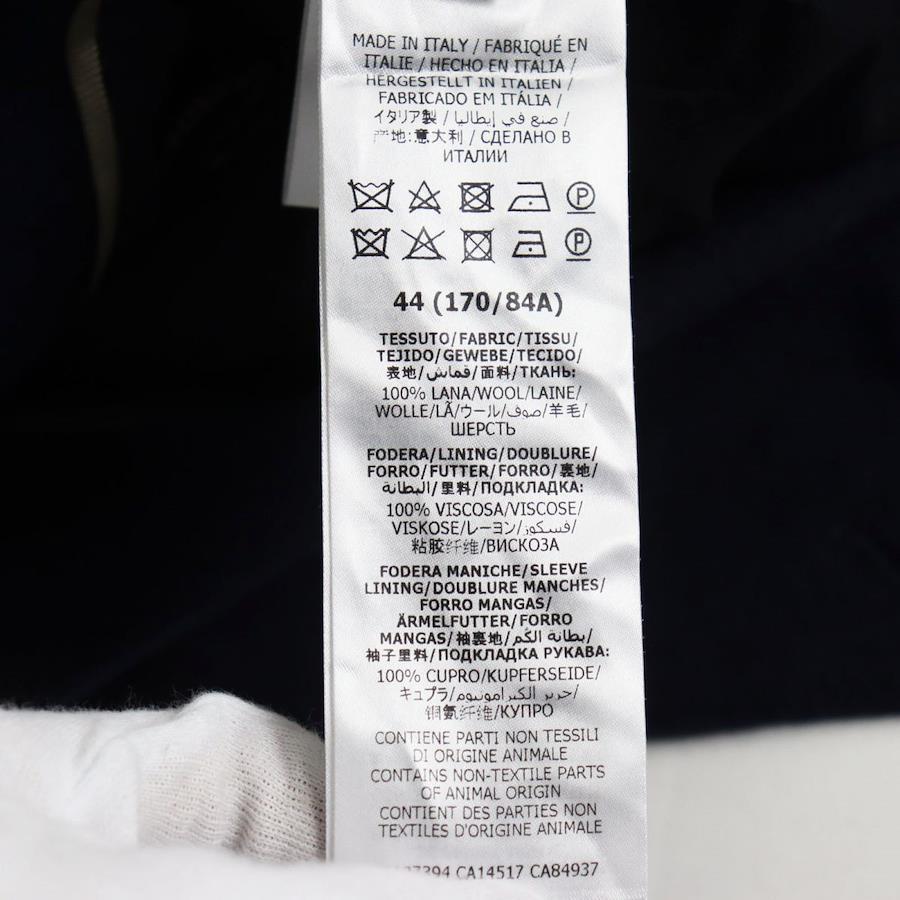 MADE IN ITALY / FABRIQUÉ EN
ITALIE / HECHO EN ITALIA /
HERGESTELLT IN ITALIEN /
FABRICADO EM ITÁLIA /
イタリア製 / صنع في إيطاليا /
产地:意大利 / СДЕЛАНО В
ИТАЛИИ
P
P
44 (170/84A)
TESSUTO/FABRIC/TISSU/
TEJIDO/GEWEBE/TECIDO/
表地/قماش/面料/ТКАНЬ:
100% LANA/WOOL/LAINE/
WOLLE/LÃ/ウール/صوف/羊毛/
ШЕРСТЬ
FODERA/LINING/DOUBLURE/
FORRO/FUTTER/FORRO/裏地/
البطانة/里料/ПОДКЛАДКА:
100% VISCOSA/VISCOSE/
VISKOSE/レーヨン/فسكوز/
粘胶纤维/ВИСКОЗА
FODERA MANICHE/SLEEVE
LINING/DOUBLURE MANCHES/
FORRO MANGAS/
ÄRMELFUTTER/FORRO
MANGAS/袖裏地/بطانة الكُم/
袖子里料/ПОДКЛАДКА РУКАВА:
100% CUPRO/KUPFERSEIDE/
キュプラ/حرير الكبرامونيوم/
铜氨纤维/КУПРО
CONTIENE PARTI NON TESSILI
DI ORIGINE ANIMALE
CONTAINS NON-TEXTILE PARTS
OF ANIMAL ORIGIN
CONTIENT DES PARTIES NON
TEXTILES D'ORIGINE ANIMALE
CA14517 CA84937